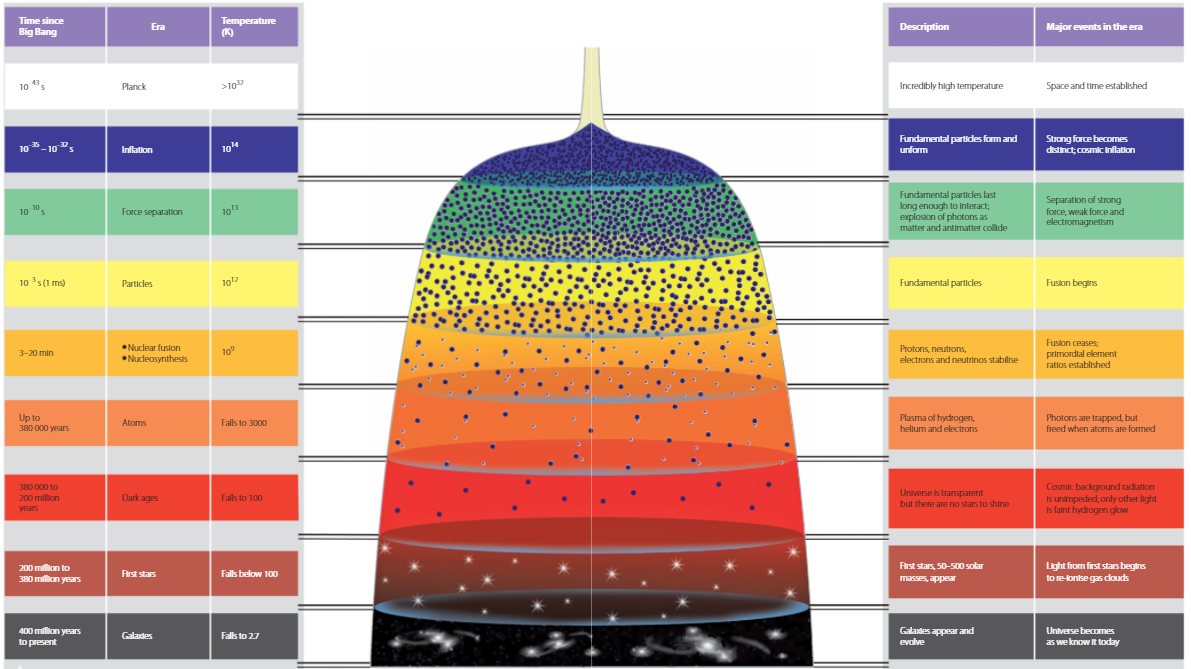 Time since
Big Bang
Era
Temperature
(K)
Description
Major events in the era
10⁻⁴³ s
Planck
>10³²
Incredibly high temperature
Space and time established
10⁻³⁵ – 10⁻³² s
Inflation
10¹⁴
Fundamental particles form and
unform
Strong force becomes
distinct; cosmic inflation
10⁻¹⁰ s
Force separation
10¹³
Fundamental particles last
long enough to interact;
explosion of photons as
matter and antimatter collide
Separation of strong
force, weak force and
electromagnetism
10⁻³ s (1 ms)
Particles
10¹²
Fundamental particles
Fusion begins
3–20 min
•Nuclear fusion
•Nucleosynthesis
10⁹
Protons, neutrons,
electrons and neutrinos stabilise
Fusion ceases;
primordial element
ratios established
Up to
380 000 years
Atoms
Falls to 3000
Plasma of hydrogen,
helium and electrons
Photons are trapped, but
freed when atoms are formed
380 000 to
200 million
years
Dark ages
Falls to 100
Universe is transparent
but there are no stars to shine
Cosmic background radiation
is unimpeded; only other light
is faint hydrogen glow
200 million to
380 million years
First stars
Falls below 100
First stars, 50–500 solar
masses, appear
Light from first stars begins
to re-ionise gas clouds
400 million years
to present
Galaxies
Falls to 2.7
Galaxies appear and
evolve
Universe becomes
as we know it today